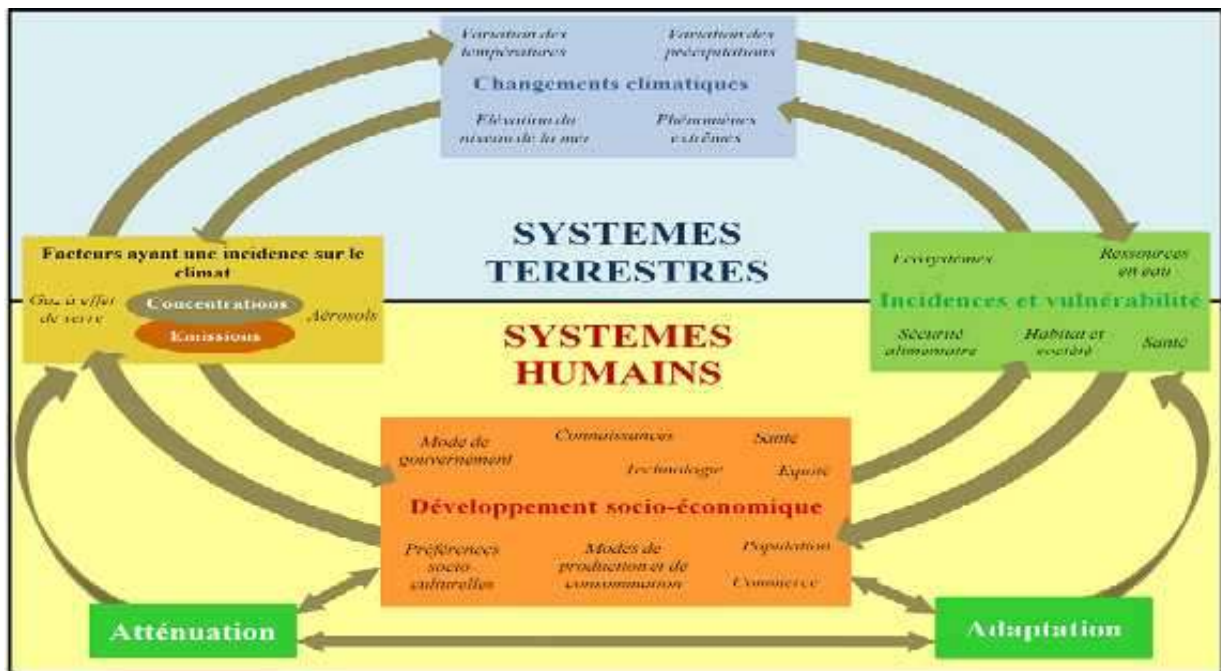 Variation des
températures
Variation des
précipitations
Changements climatiques
Elévation du
niveau de la mer
Phénomènes
extrêmes
SYSTEMES
TERRESTRES
Facteurs ayant une incidence sur le
climat
Gaz à effet
de serre
Concentrations
Emissions
Aérosols
Ecosystèmes
Ressources
en eau
Incidences et vulnérabilité
Sécurité
alimentaire
Habitat et
société
Santé
SYSTEMES
HUMAINS
Mode de
gouvernement
Connaissances
Santé
Technologie
Equité
Développement socio-économique
Préférences
socio-
culturelles
Modes de
production et de
consommation
Population
Commerce
Atténuation
Adaptation